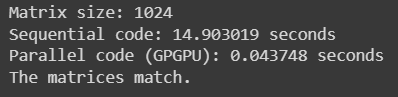 Matrix size: 1024
Sequential code: 14.903019 seconds
Parallel code (GPGPU): 0.043748 seconds
The matrices match.